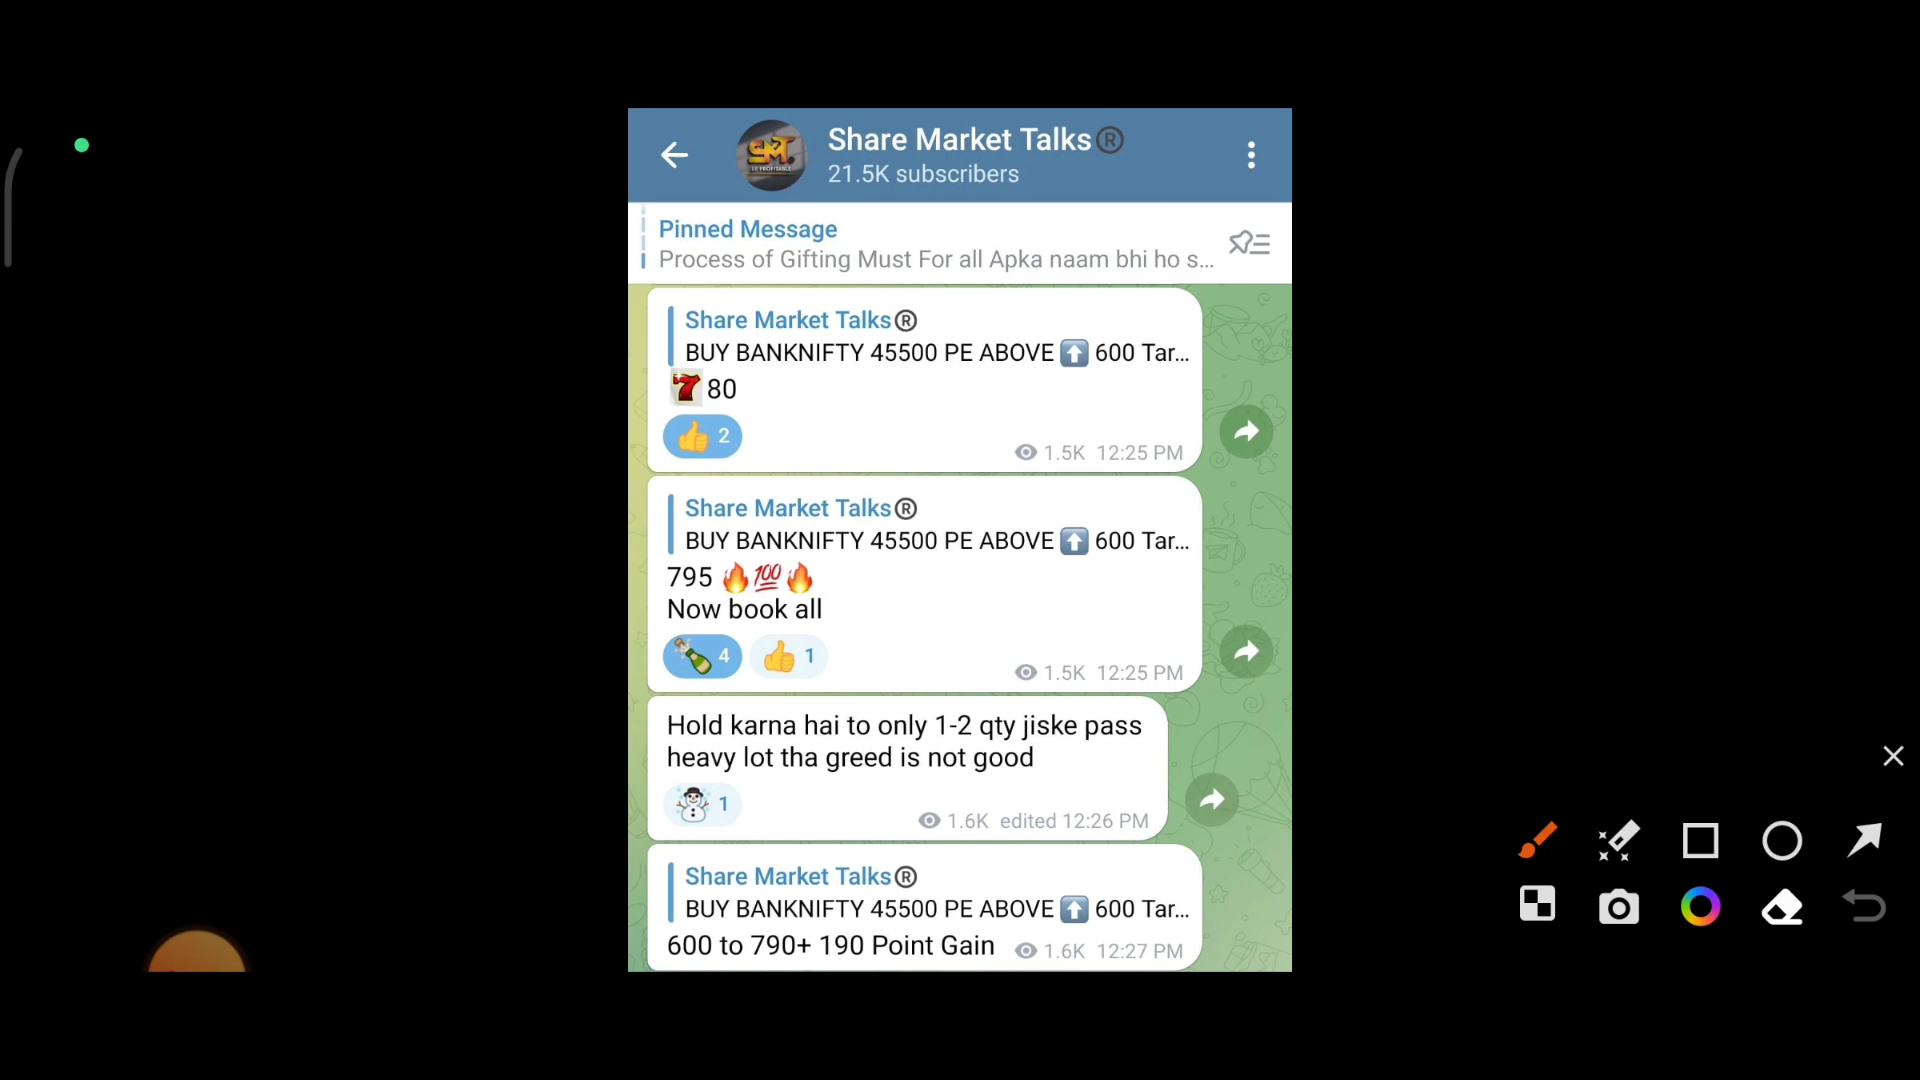 Share Market Talks®
21.5K subscribers
Pinned Message
Process of Gifting Must For all Apka naam bhi ho s...
Share Market Talks®
BUY BANKNIFTY 45500 PE ABOVE ⬆️ 600 Tar...
7 80
👍 2
1.5K 12:25 PM
Share Market Talks®
BUY BANKNIFTY 45500 PE ABOVE ⬆️ 600 Tar...
795 🔥💯🔥
Now book all
🍾 4 👍 1
1.5K 12:25 PM
Hold karna hai to only 1-2 qty jiske pass
heavy lot tha greed is not good
☃️ 1
1.6K edited 12:26 PM
Share Market Talks®
BUY BANKNIFTY 45500 PE ABOVE ⬆️ 600 Tar...
600 to 790+ 190 Point Gain 1.6K 12:27 PM